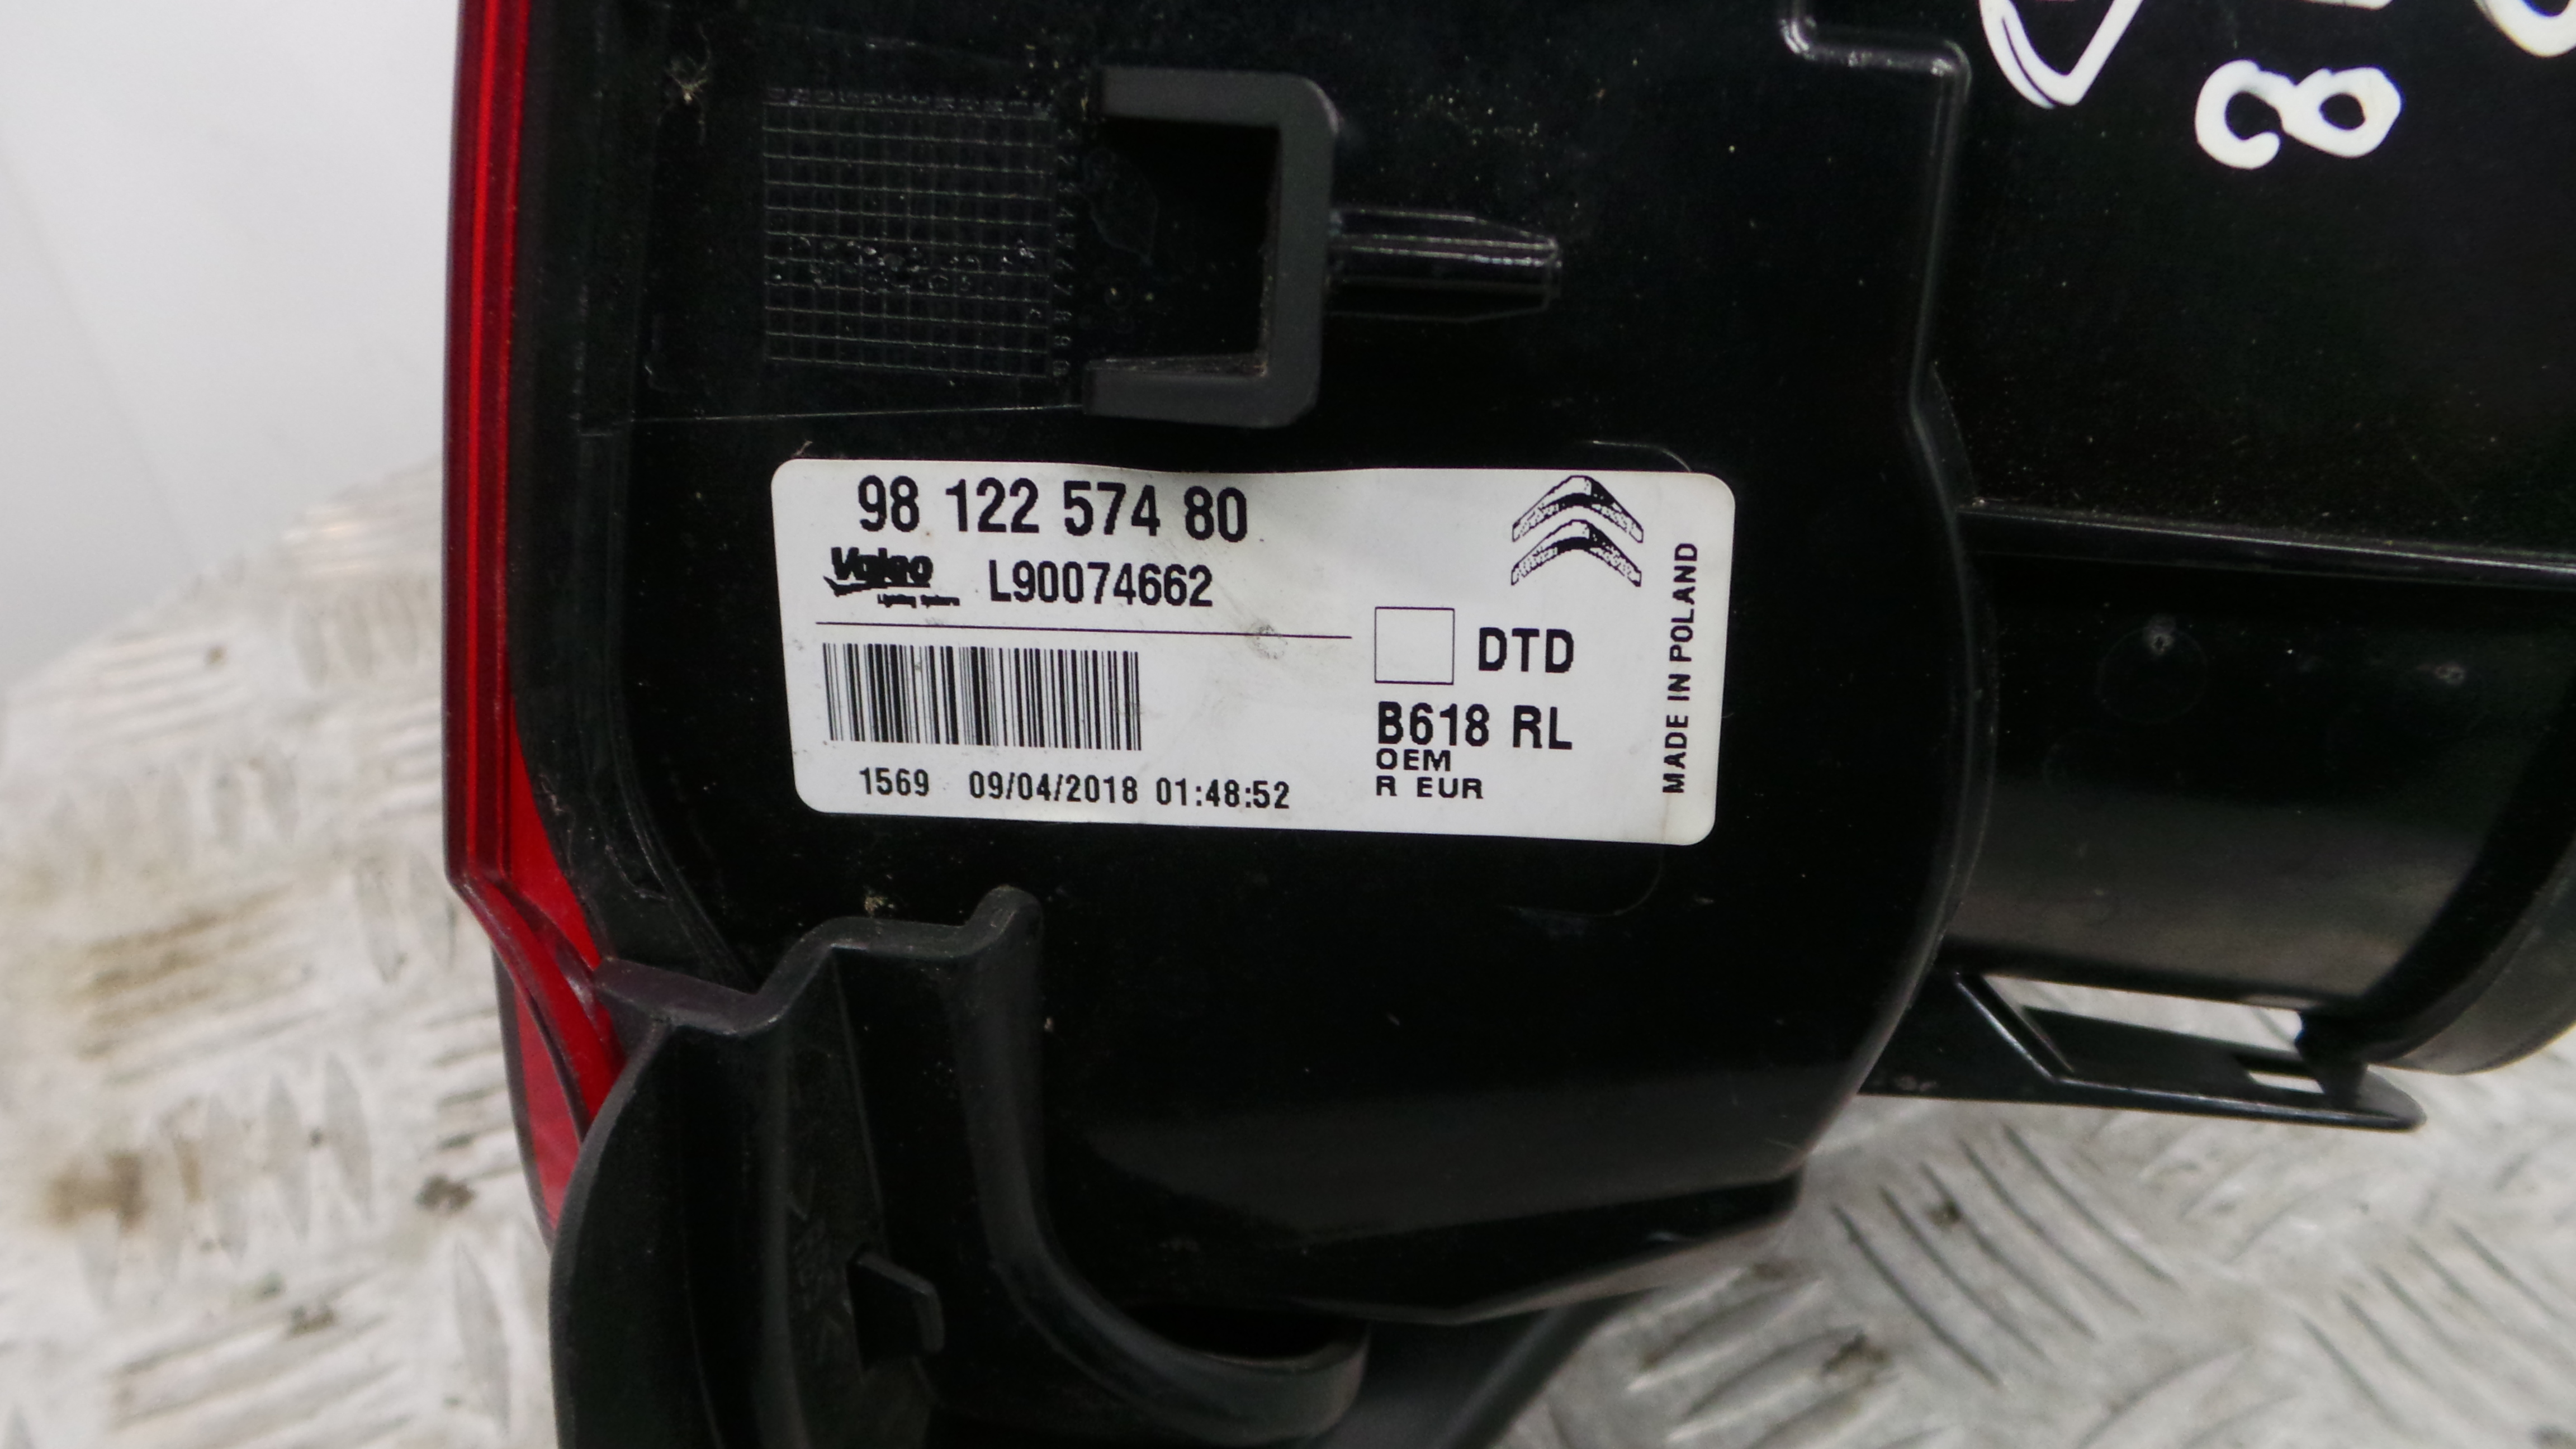 8
98 122 574 80
Valeo
Lighting Systems
L90074662
DTD
B618 RL
OEM
R EUR
1569 09/04/2018 01:48:52
MADE IN POLAND